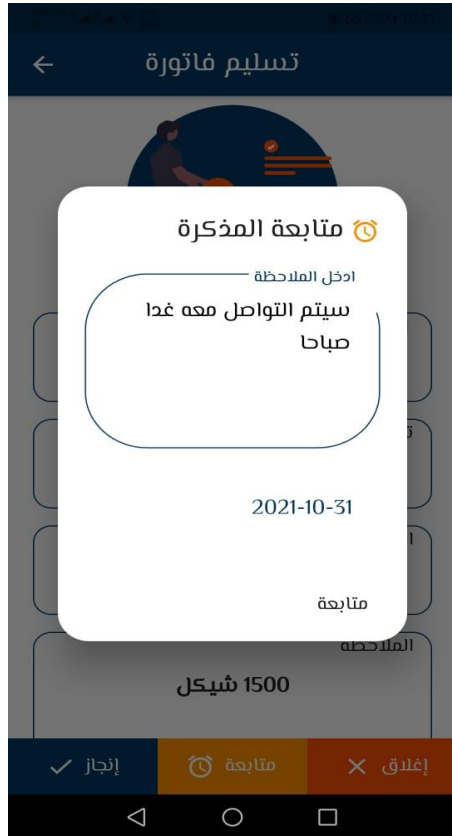 تسليم فاتورة
متابعة المذكرة
ادخل الملاحظة
سيتم التواصل معه غدا
صباحا
2021-10-31
متابعة
الملاحظة
1500 شيكل
إغلاق
متابعة
إنجاز